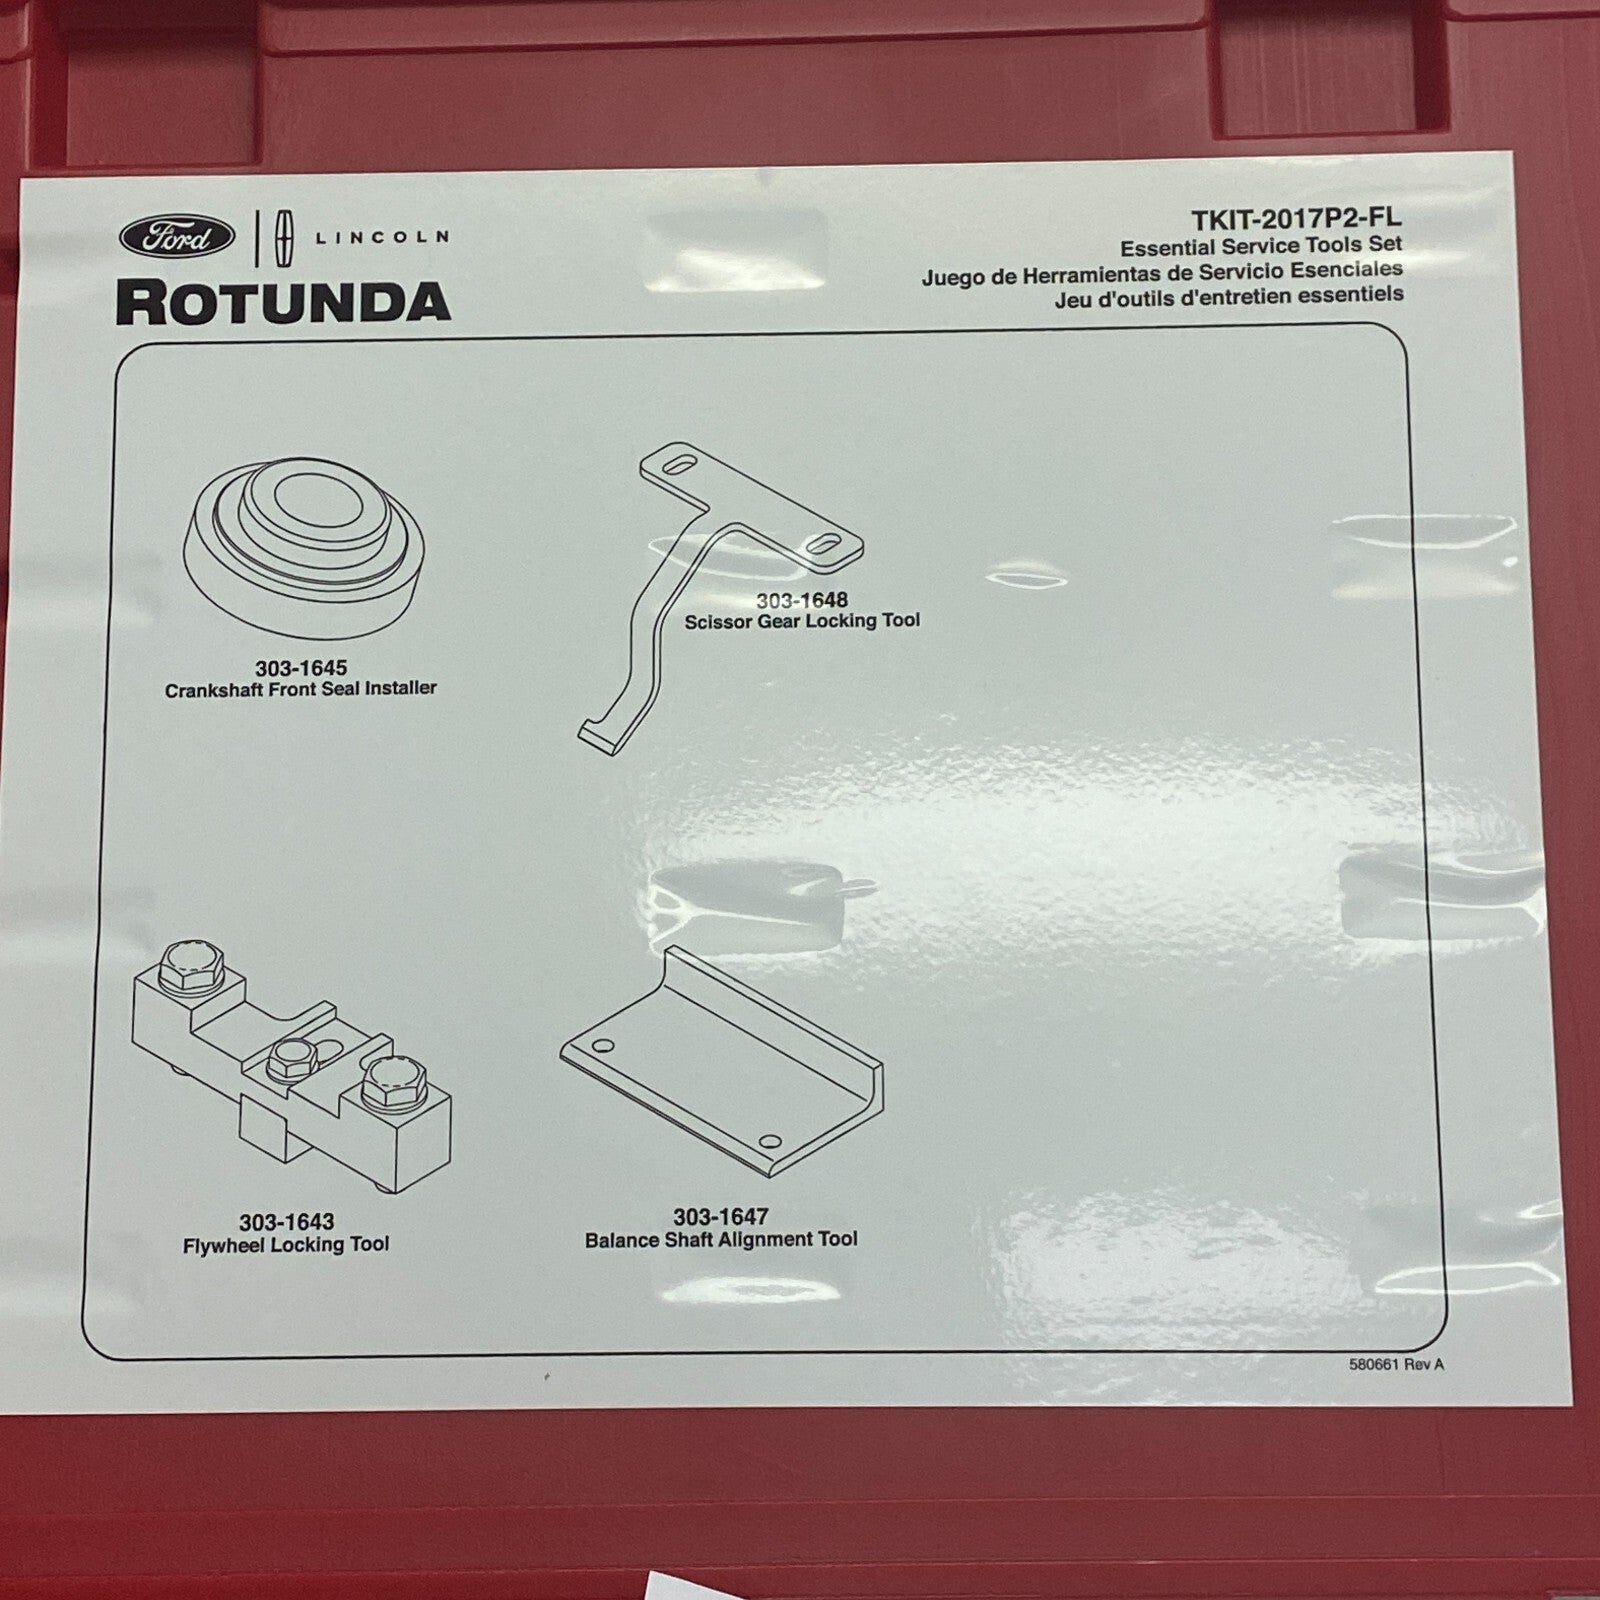 Ford
LINCOLN
ROTUNDA
TKIT-2017P2-FL
Essential Service Tools Set
Juego de Herramientas de Servicio Esenciales
Jeu d'outils d'entretien essentiels
303-1645
Crankshaft Front Seal Installer
303-1648
Scissor Gear Locking Tool
303-1643
Flywheel Locking Tool
303-1647
Balance Shaft Alignment Tool
580661 Rev A